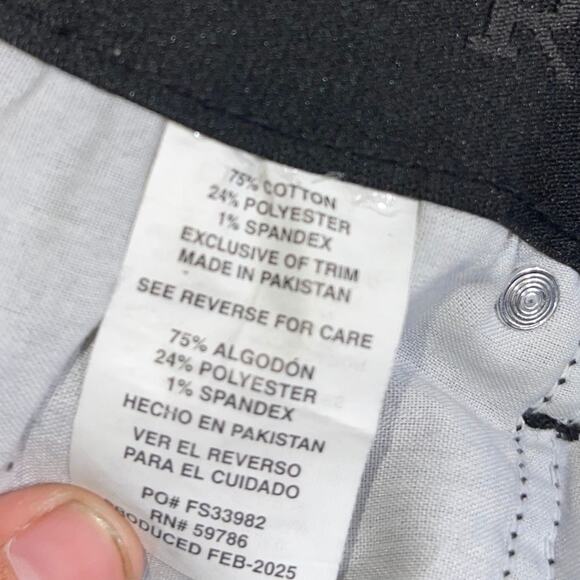 75% COTTON
24% POLYESTER
1% SPANDEX
EXCLUSIVE OF TRIM
MADE IN PAKISTAN
SEE REVERSE FOR CARE
75% ALGODÓN
24% POLYESTER
1% SPANDEX
HECHO EN PAKISTAN
VER EL REVERSO
PARA EL CUIDADO
PO# FS33982
RN# 59786
PRODUCED FEB-2025